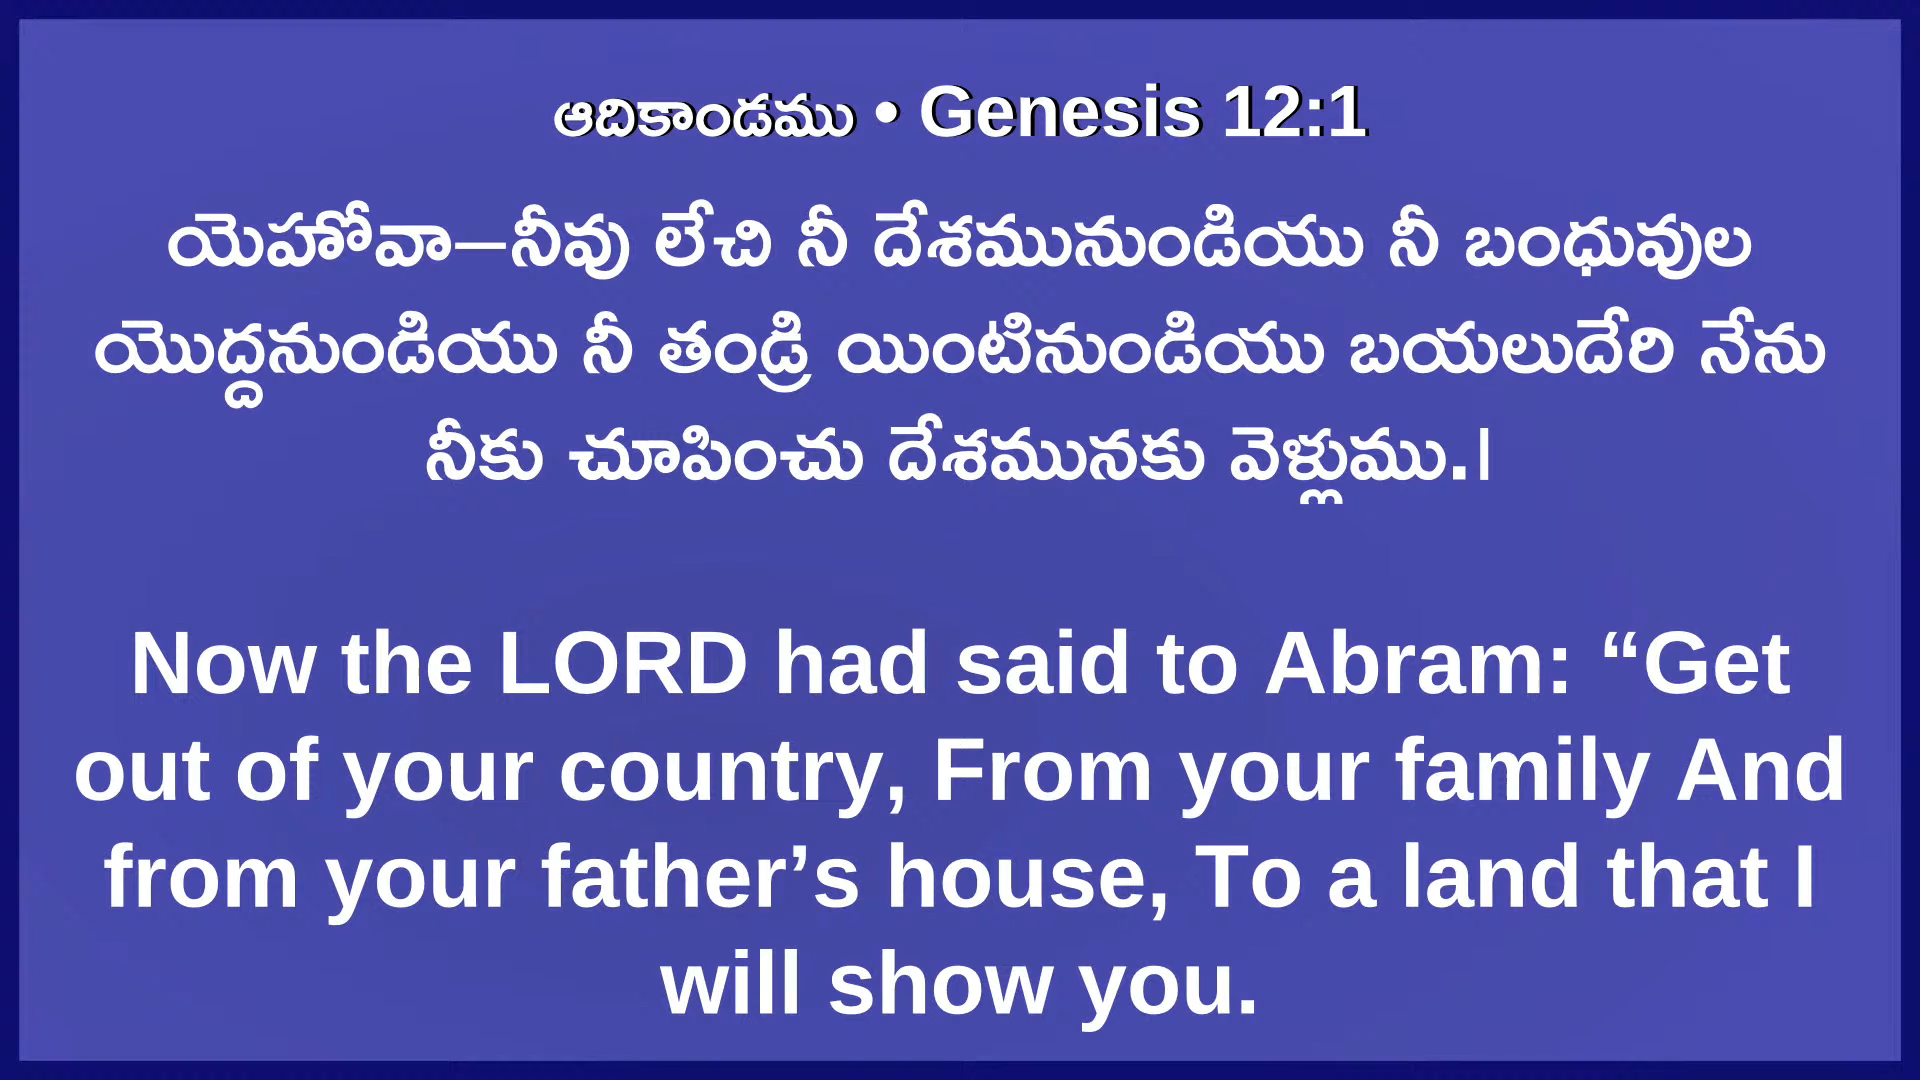 ఆదికాండము • Genesis 12:1
యెహోవా–నీవు లేచి నీ దేశమునుండియు నీ బంధువుల
యొద్దనుండియు నీ తండ్రి యింటినుండియు బయలుదేరి నేను
నీకు చూపించు దేశమునకు వెళ్లుము.|
Now the LORD had said to Abram: “Get
out of your country, From your family And
from your father’s house, To a land that I
will show you.